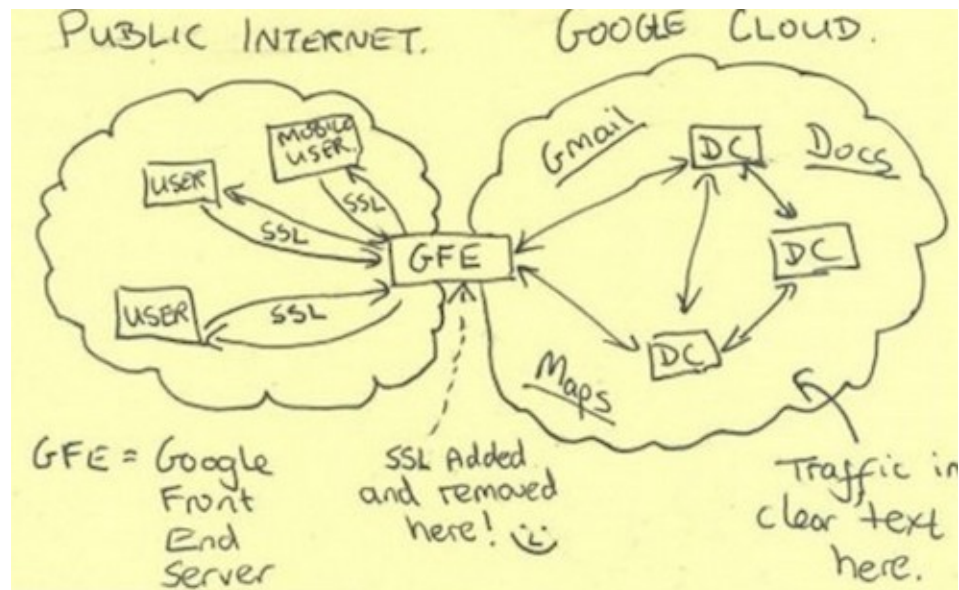 PUBLIC INTERNET.
GOOGLE CLOUD.
MOBILE
USER.
USER
SSL
SSL
GFE
USER
SSL
Gmail
DC
Docs
DC
DC
Maps
GFE = Google
Front
End
Server
SSL Added
and removed
here!
Traffic in
clear text
here.